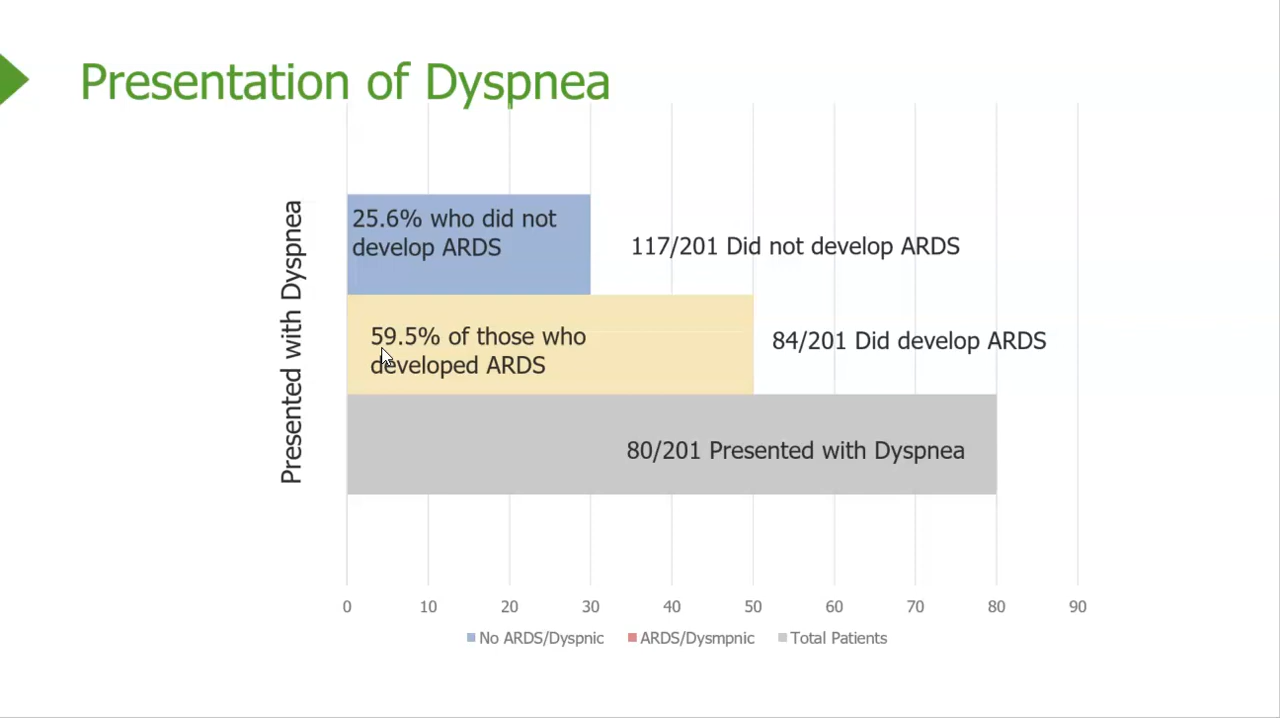 Presentation of Dyspnea
Presented with Dyspnea
25.6% who did not
develop ARDS
117/201 Did not develop ARDS
59.5% of those who
developed ARDS
84/201 Did develop ARDS
80/201 Presented with Dyspnea
0 10 20 30 40 50 60 70 80 90
No ARDS/Dyspnic ARDS/Dysmpnic Total Patients